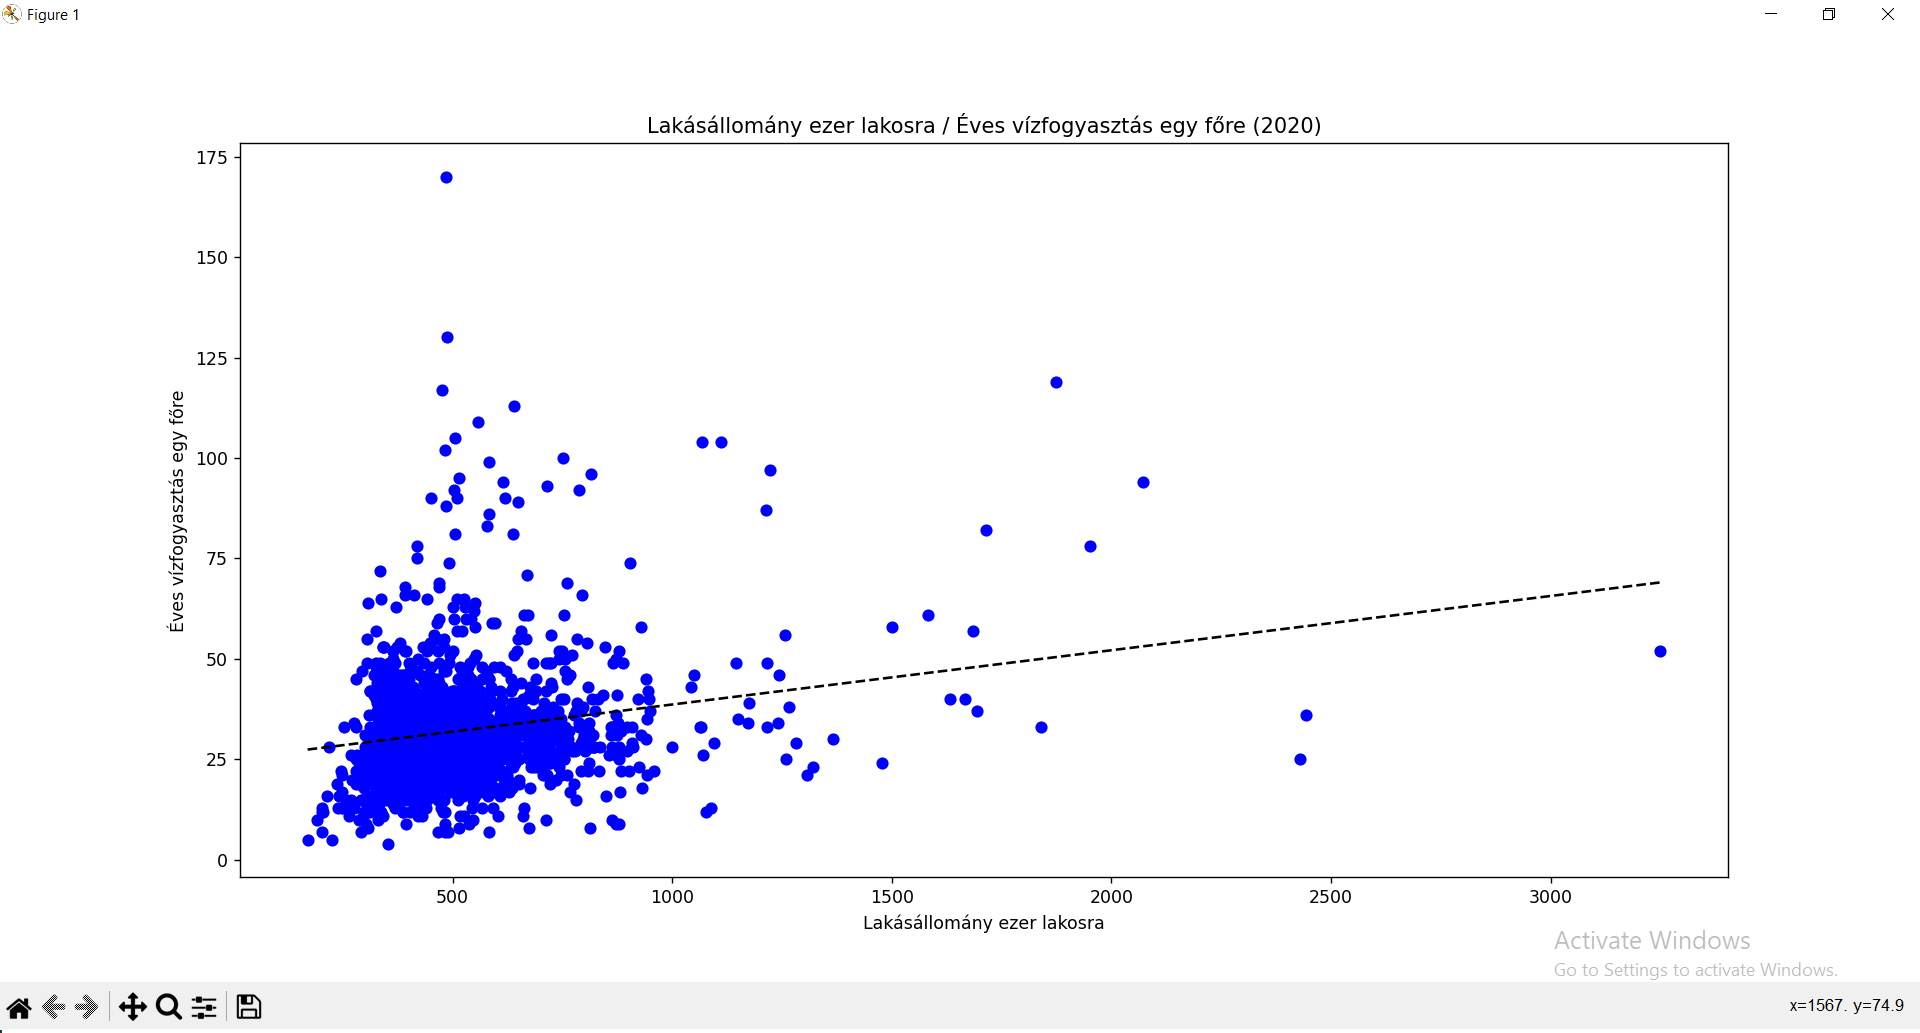 Figure 1
Lakásállomány ezer lakosra / Éves vízfogyasztás egy főre (2020)
175
150
125
100
75
50
25
0
Éves vízfogyasztás egy főre
500 1000 1500 2000 2500 3000
Lakásállomány ezer lakosra
Activate Windows
Go to Settings to activate Windows.
x=1567. y=74.9